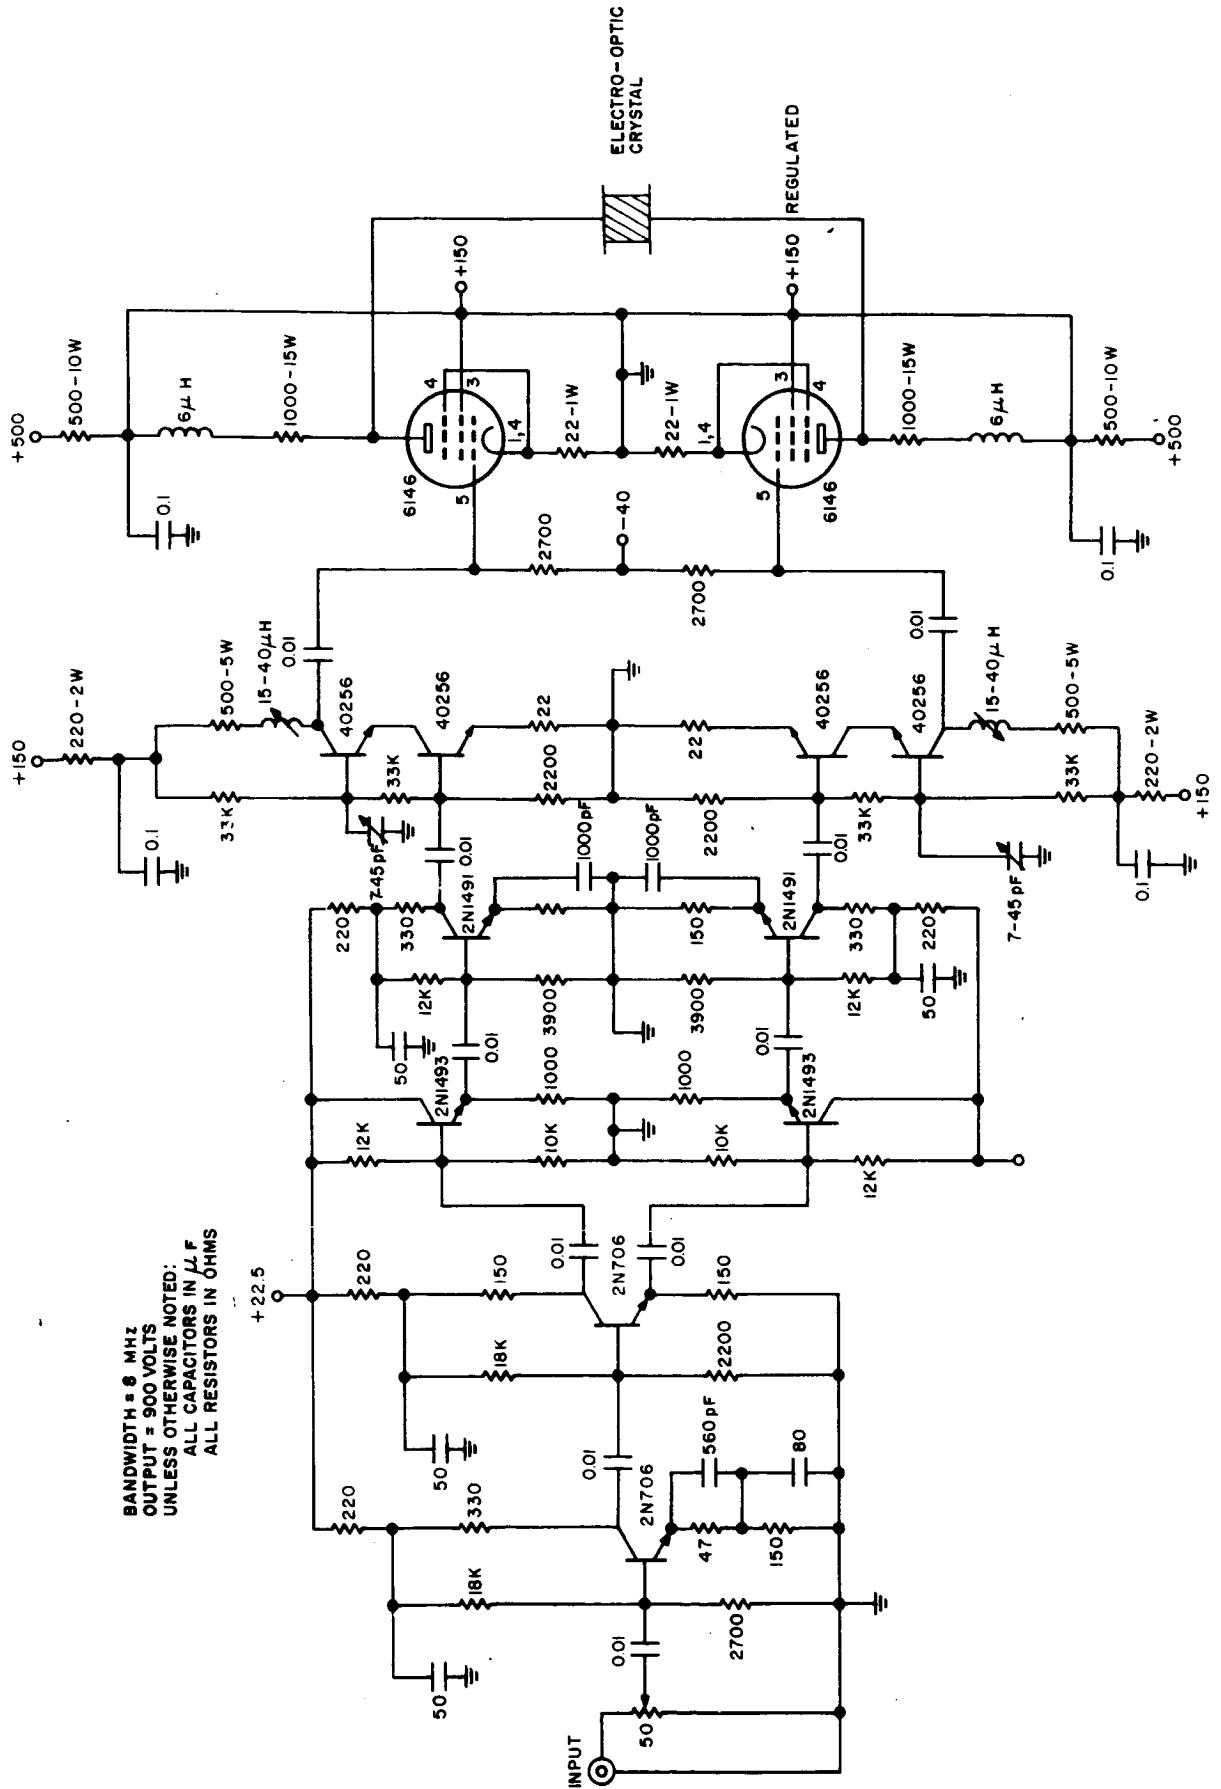 BANDWIDTH = 8 MHz
OUTPUT = 900 VOLTS
UNLESS OTHERWISE NOTED:
ALL CAPACITORS IN μF
ALL RESISTORS IN OHMS
INPUT
50
0.01
50
18K
2700
220
330
2N706
47
150
560pF
80
0.01
50
18K
2200
+22.5
220
150
2N706
150
0.01
0.01
12K
10K
10K
12K
2N1493
1000
1000
2N1493
0.01
0.01
50
12K
3900
3900
12K
50
220
330
2N1491
150
2N1491
330
220
1000pF
1000pF
0.01
0.01
7-45pF
7-45pF
+150
220-2W
0.1
33K
33K
2200
2200
33K
33K
0.1
220-2W
+150
500-5W
15-40μH
40256
40256
22
22
40256
40256
15-40μH
500-5W
0.01
0.01
2700
-40
2700
+500
500-10W
0.1
6μH
1000-15W
6146
4
3
1,4
5
22-1W
22-1W
1,4
5
3
4
6146
1000-15W
6μH
500-10W
0.1
+500
+150
+150 REGULATED
ELECTRO-OPTIC
CRYSTAL